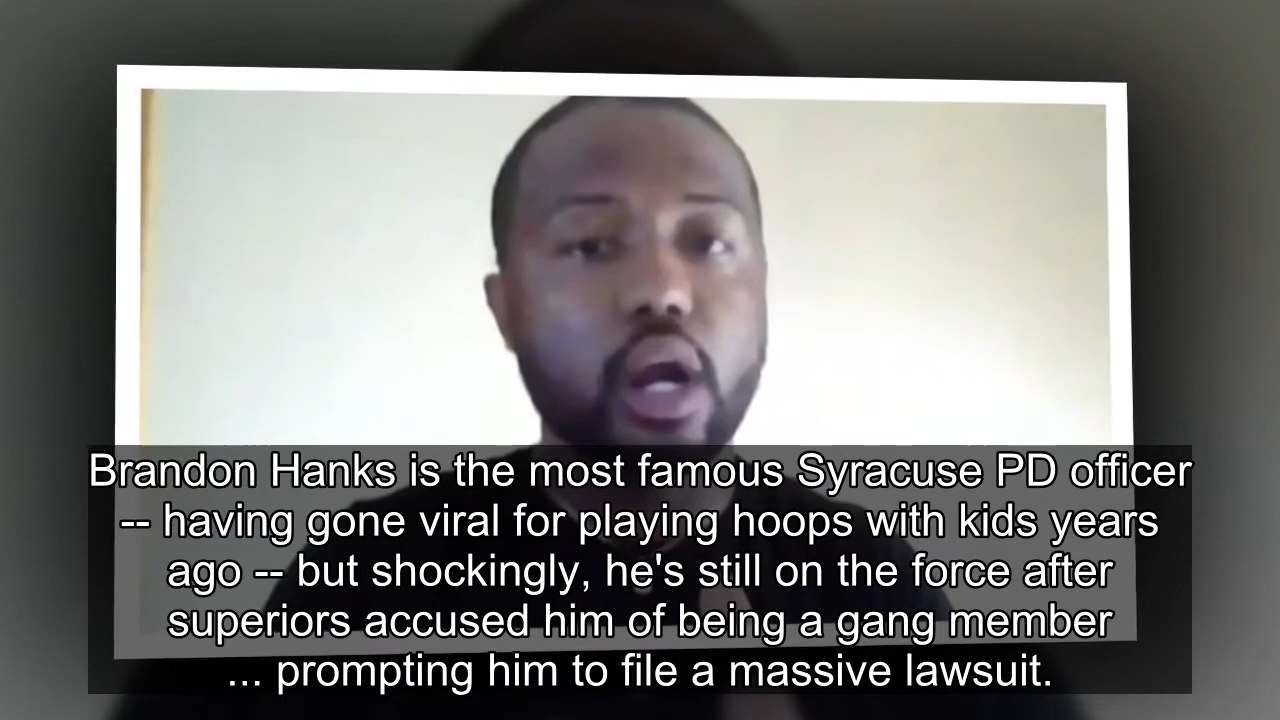 Brandon Hanks is the most famous Syracuse PD officer
-- having gone viral for playing hoops with kids years
ago -- but shockingly, he's still on the force after
superiors accused him of being a gang member
... prompting him to file a massive lawsuit.